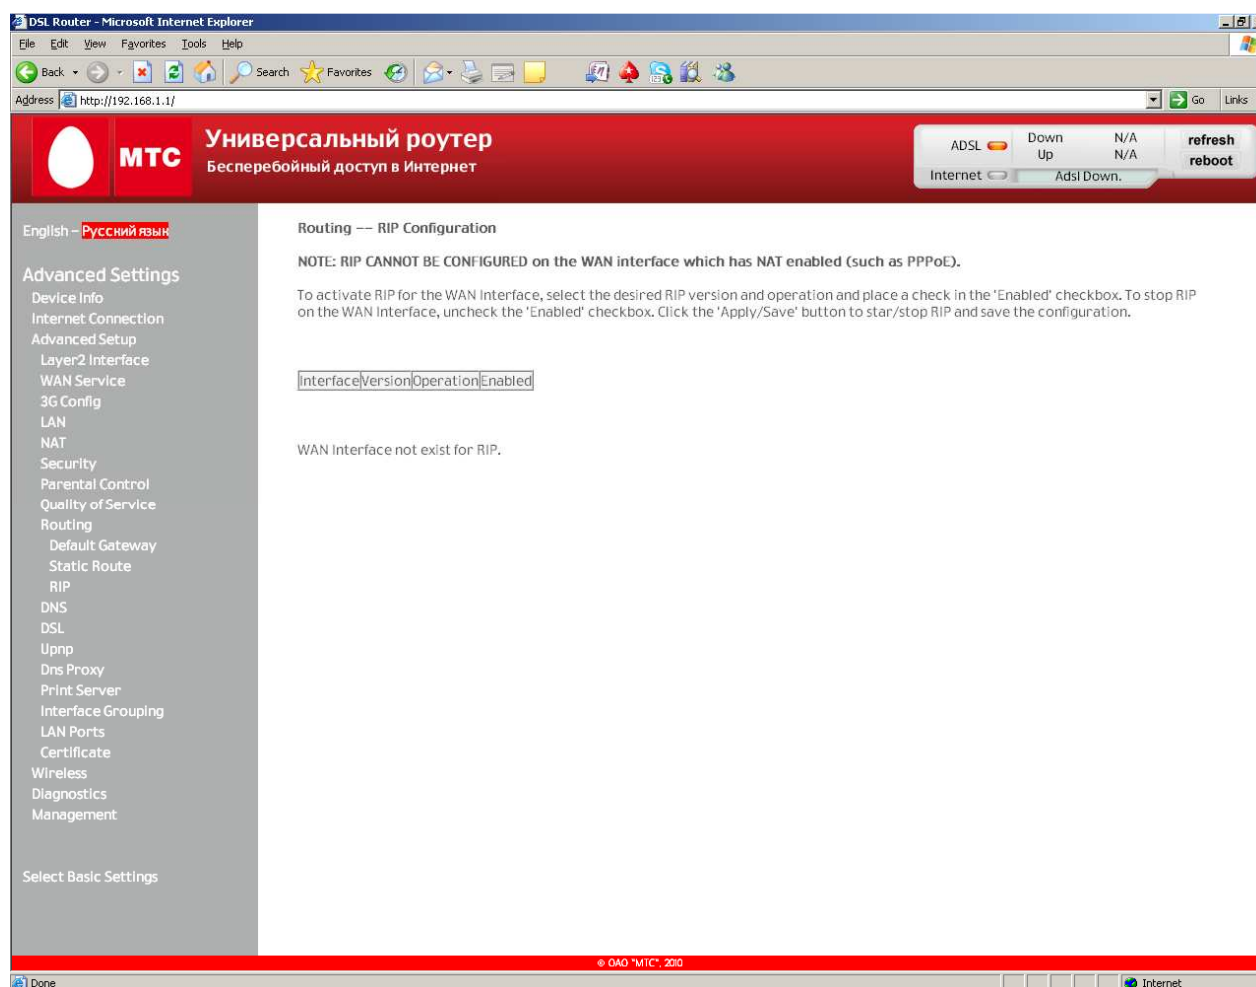 DSL Router - Microsoft Internet Explorer
File Edit View Favorites Tools Help
Back Search Favorites
Address http://192.168.1.1/ Go Links
МТС
Универсальный роутер
Бесперебойный доступ в Интернет
ADSL Down N/A refresh
Up N/A reboot
Internet Adsl Down.
English – Русский язык
Advanced Settings
Device Info
Internet Connection
Advanced Setup
Layer2 Interface
WAN Service
3G Config
LAN
NAT
Security
Parental Control
Quality of Service
Routing
Default Gateway
Static Route
RIP
DNS
DSL
Upnp
Dns Proxy
Print Server
Interface Grouping
LAN Ports
Certificate
Wireless
Diagnostics
Management
Select Basic Settings
Routing -- RIP Configuration
NOTE: RIP CANNOT BE CONFIGURED on the WAN interface which has NAT enabled (such as PPPoE).
To activate RIP for the WAN Interface, select the desired RIP version and operation and place a check in the 'Enabled' checkbox. To stop RIP
on the WAN Interface, uncheck the 'Enabled' checkbox. Click the 'Apply/Save' button to star/stop RIP and save the configuration.
Interface Version Operation Enabled
WAN Interface not exist for RIP.
© ОАО "МТС", 2010
Done Internet